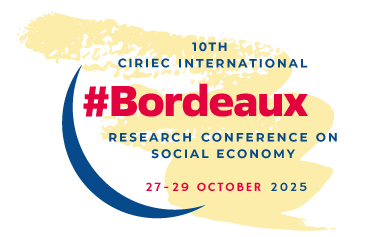 10TH
CIRIEC INTERNATIONAL
#Bordeaux
RESEARCH CONFERENCE ON
SOCIAL ECONOMY
27-29 OCTOBER 2025